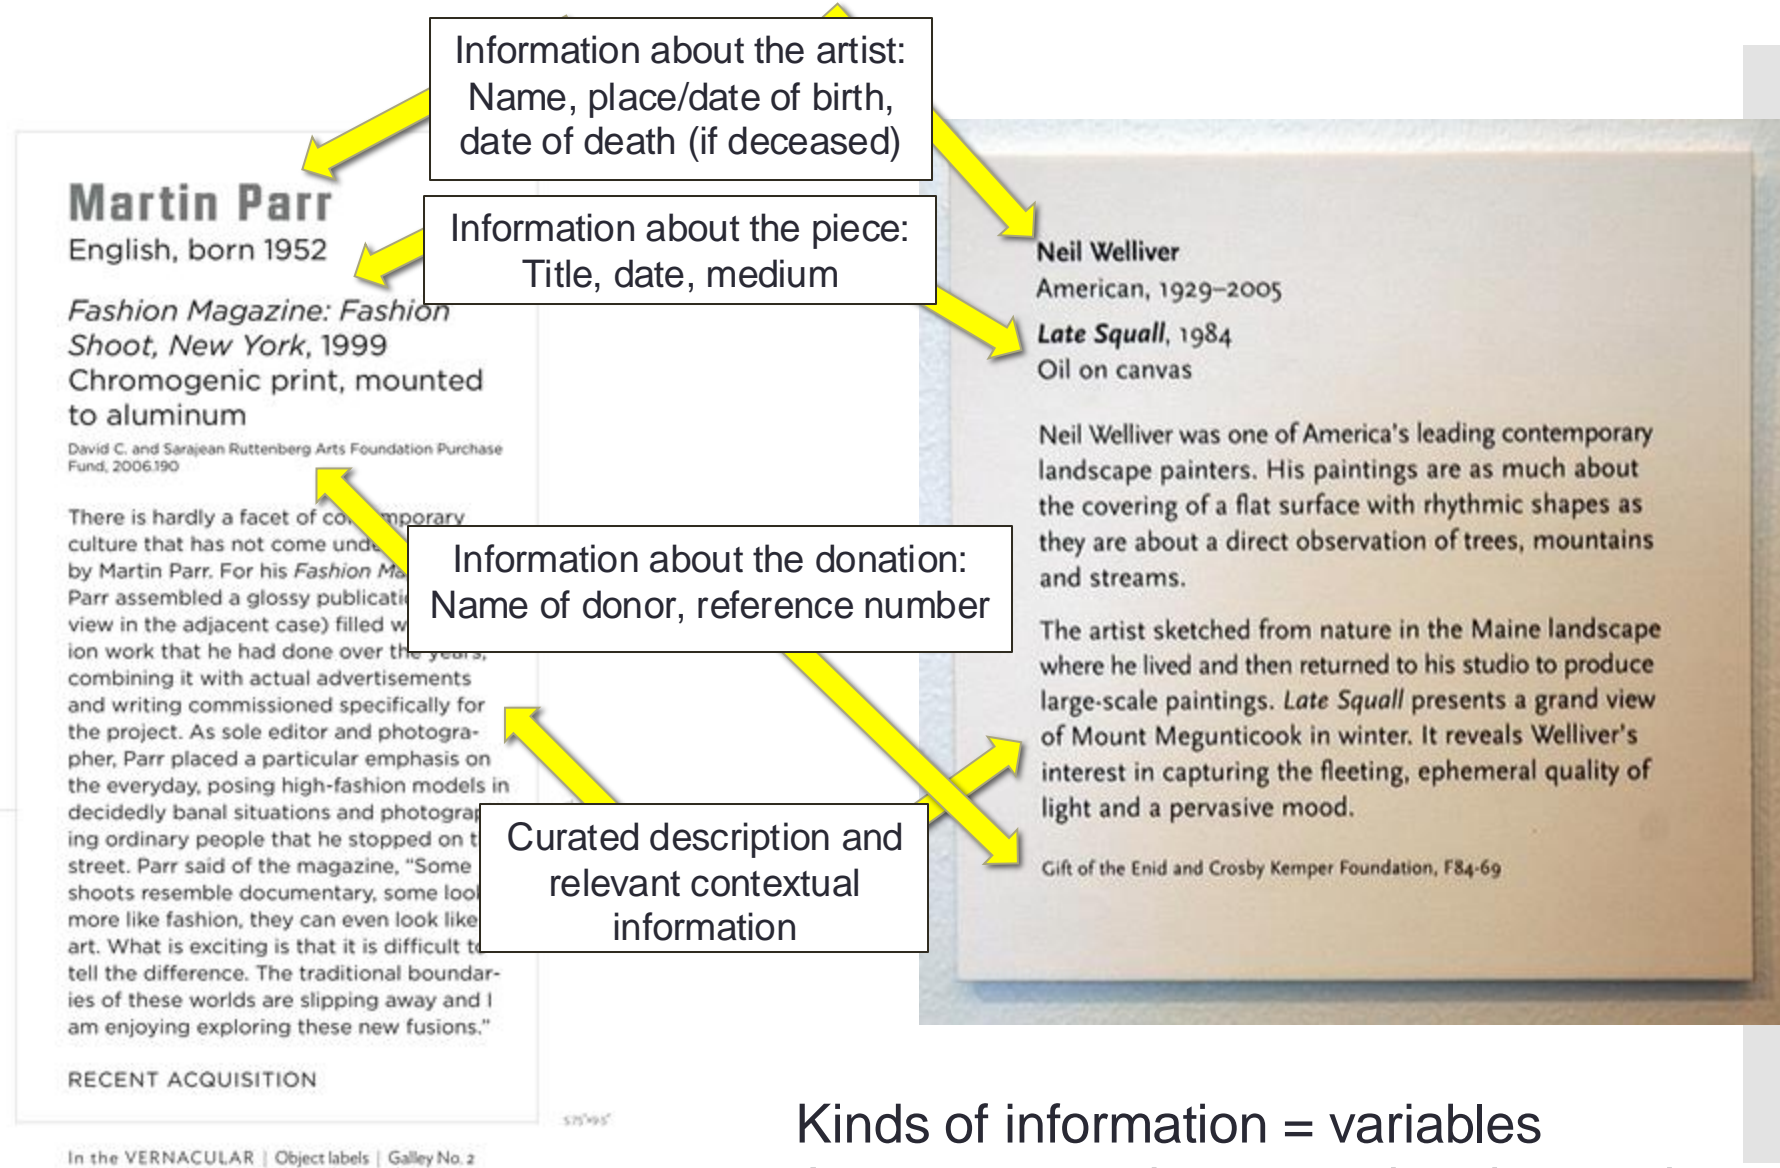 Information about the artist:
Name, place/date of birth,
date of death (if deceased)
Information about the piece:
Title, date, medium
Information about the donation:
Name of donor, reference number
Curated description and
relevant contextual
information
Martin Parr
English, born 1952
Fashion Magazine: Fashion
Shoot, New York, 1999
Chromogenic print, mounted
to aluminum
David C. and Sarajean Ruttenberg Arts Foundation Purchase
Fund, 2006.190
There is hardly a facet of
culture that has not come
by Martin Parr. For his Fashion
Parr assembled a glossy
view in the adjacent case) filled
ion work that he had done over the years,
combining it with actual advertisements
and writing commissioned specifically for
the project. As sole editor and photogra-
pher, Parr placed a particular emphasis on
the everyday, posing high-fashion models in
decidedly banal situations and
ing ordinary people that he stopped on
street. Parr said of the magazine, “Some
shoots resemble documentary, some
more like fashion, they can even look like
art. What is exciting is that it is difficult to
tell the difference. The traditional boundar-
ies of these worlds are slipping away and I
am enjoying exploring these new fusions.”
RECENT ACQUISITION
5.75"x9.5"
In the VERNACULAR | Object labels | Galley No. 2
Neil Welliver
American, 1929–2005
Late Squall, 1984
Oil on canvas
Neil Welliver was one of America's leading contemporary
landscape painters. His paintings are as much about
the covering of a flat surface with rhythmic shapes as
they are about a direct observation of trees, mountains
and streams.
The artist sketched from nature in the Maine landscape
where he lived and then returned to his studio to produce
large-scale paintings. Late Squall presents a grand view
of Mount Megunticook in winter. It reveals Welliver's
interest in capturing the fleeting, ephemeral quality of
light and a pervasive mood.
Gift of the Enid and Crosby Kemper Foundation, F84-69
Kinds of information = variables